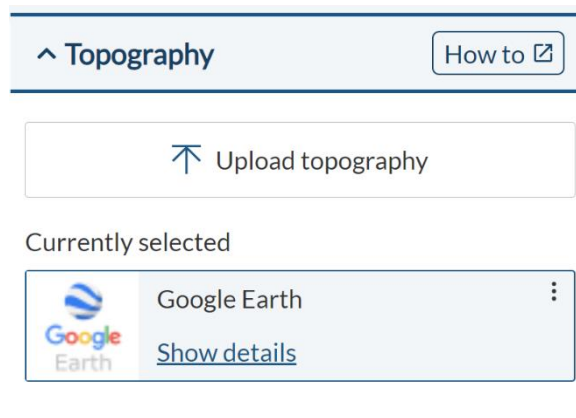 Topography
How to
Upload topography
Currently selected
Google Earth
Google Earth
Show details